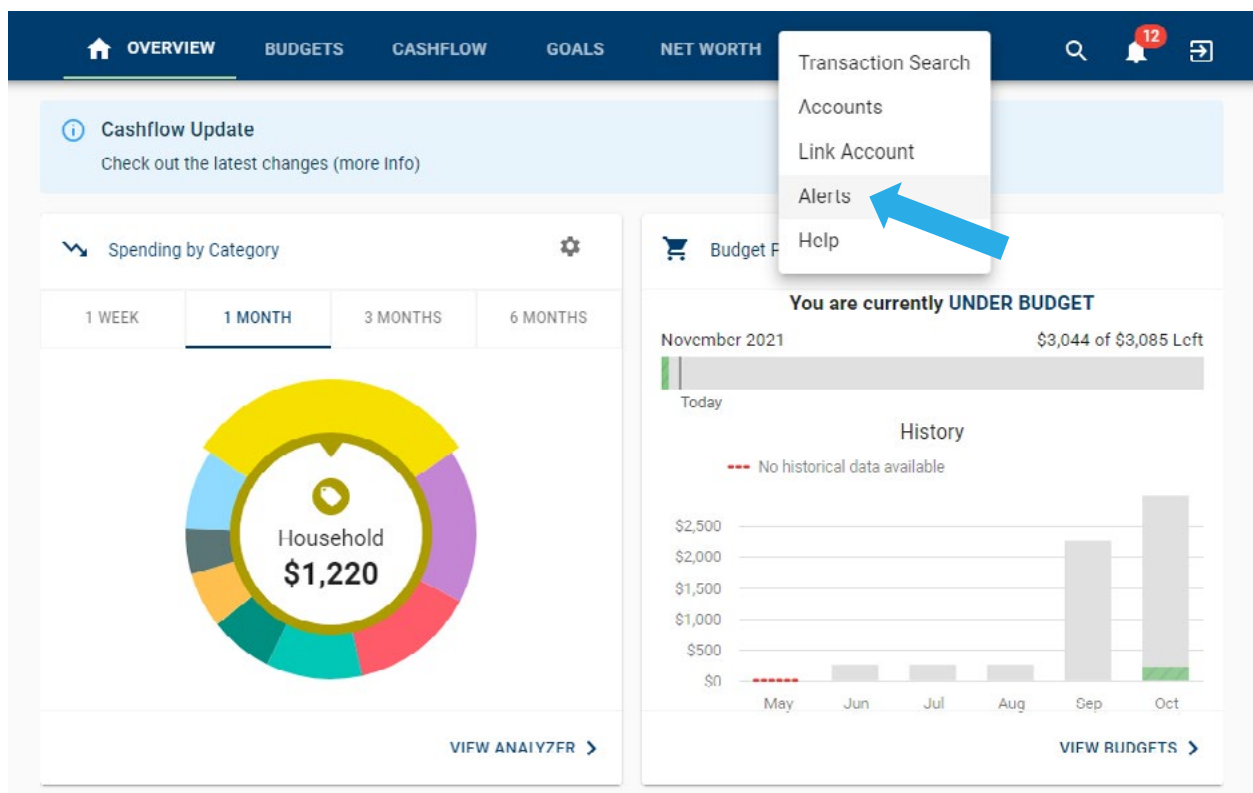 OVERVIEW BUDGETS CASHFLOW GOALS NET WORTH 12
Transaction Search
Accounts
Link Account
Alerts
Help
Cashflow Update
Check out the latest changes (more Info)
Spending by Category
1 WEEK 1 MONTH 3 MONTHS 6 MONTHS
Household
$1,220
VIEW ANALYZER
Budget
You are currently UNDER BUDGET
November 2021 $3,044 of $3,085 Left
Today
History
No historical data available
$2,500
$2,000
$1,500
$1,000
$500
$0
May Jun Jul Aug Sep Oct
VIEW BUDGETS